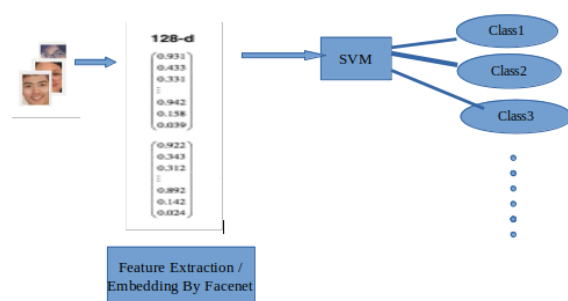 128-d
0.931
0.433
0.331
⋮
0.942
0.158
0.039
0.922
0.343
0.312
⋮
0.892
0.142
0.024
Feature Extraction /
Embedding By Facenet
SVM
Class1
Class2
Class3